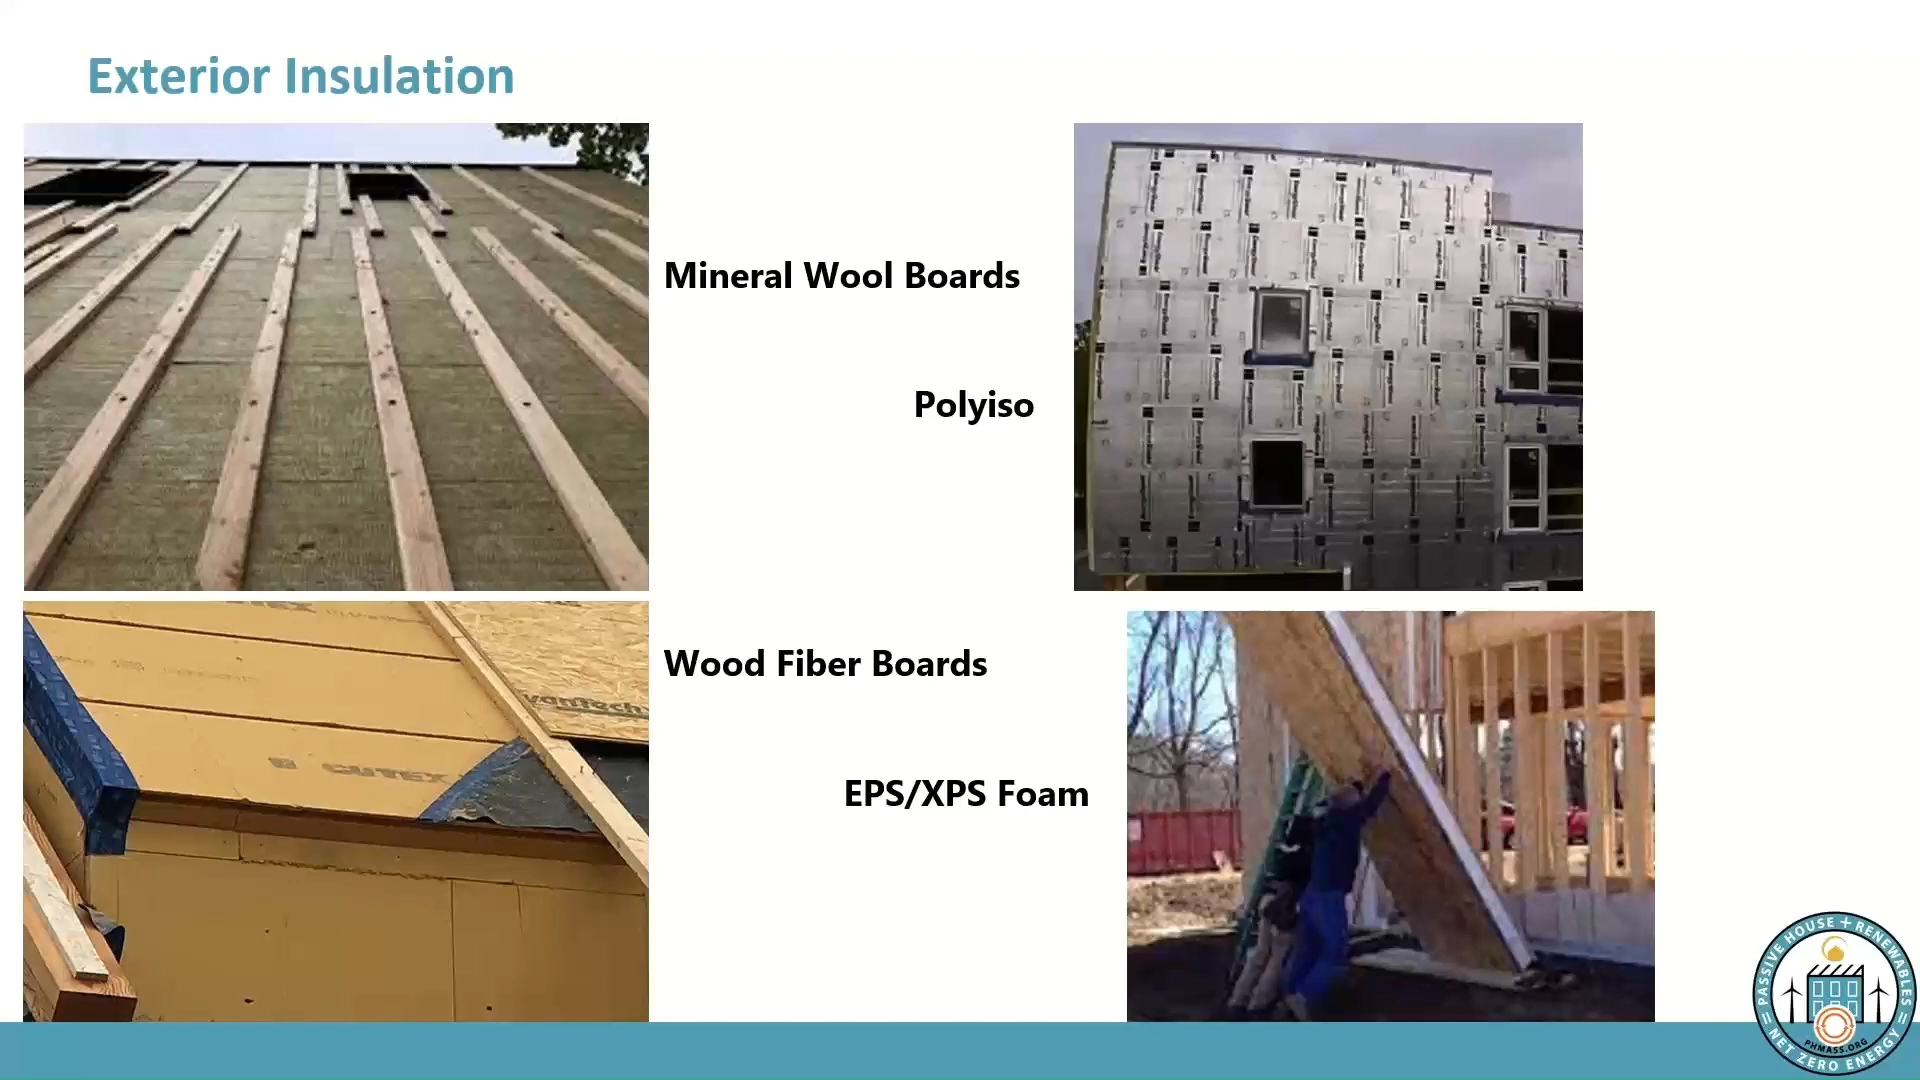 Exterior Insulation
Mineral Wool Boards
Polyiso
Wood Fiber Boards
EPS/XPS Foam
GUTEX
PASSIVE HOUSE + RENEWABLES
= NET ZERO ENERGY =
PHMASS.ORG